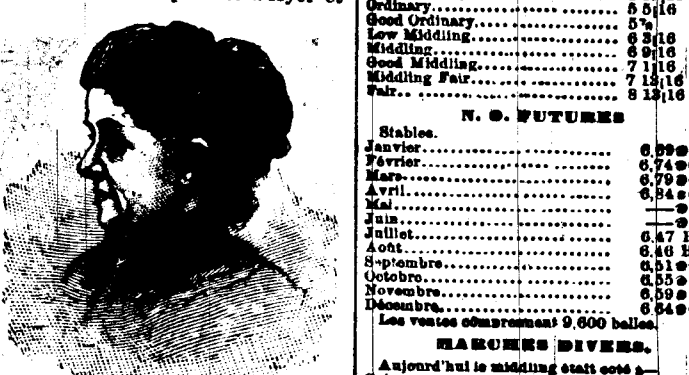 Ordinary 5 5¦16
Good Ordinary 5⅞
Low Middling 6 3¦16
Middling 6 9¦16
Good Middling 7 1¦16
Middling Fair 7 13¦16
Fair 8 13¦16
N. O. FUTURES
Stables.
Janvier 6,69
Février 6,74
Mars 6,79
Avril 6,84
Mai —
Juin —
Juillet 6,47
Août 6,46
Septembre 6,51
Octobre 6,55
Novembre 6,59
Décembre 6,64
Les ventes comprennent 9,600 balles.
MARCHES DIVERS.
Aujourd'hui le middling était coté à—